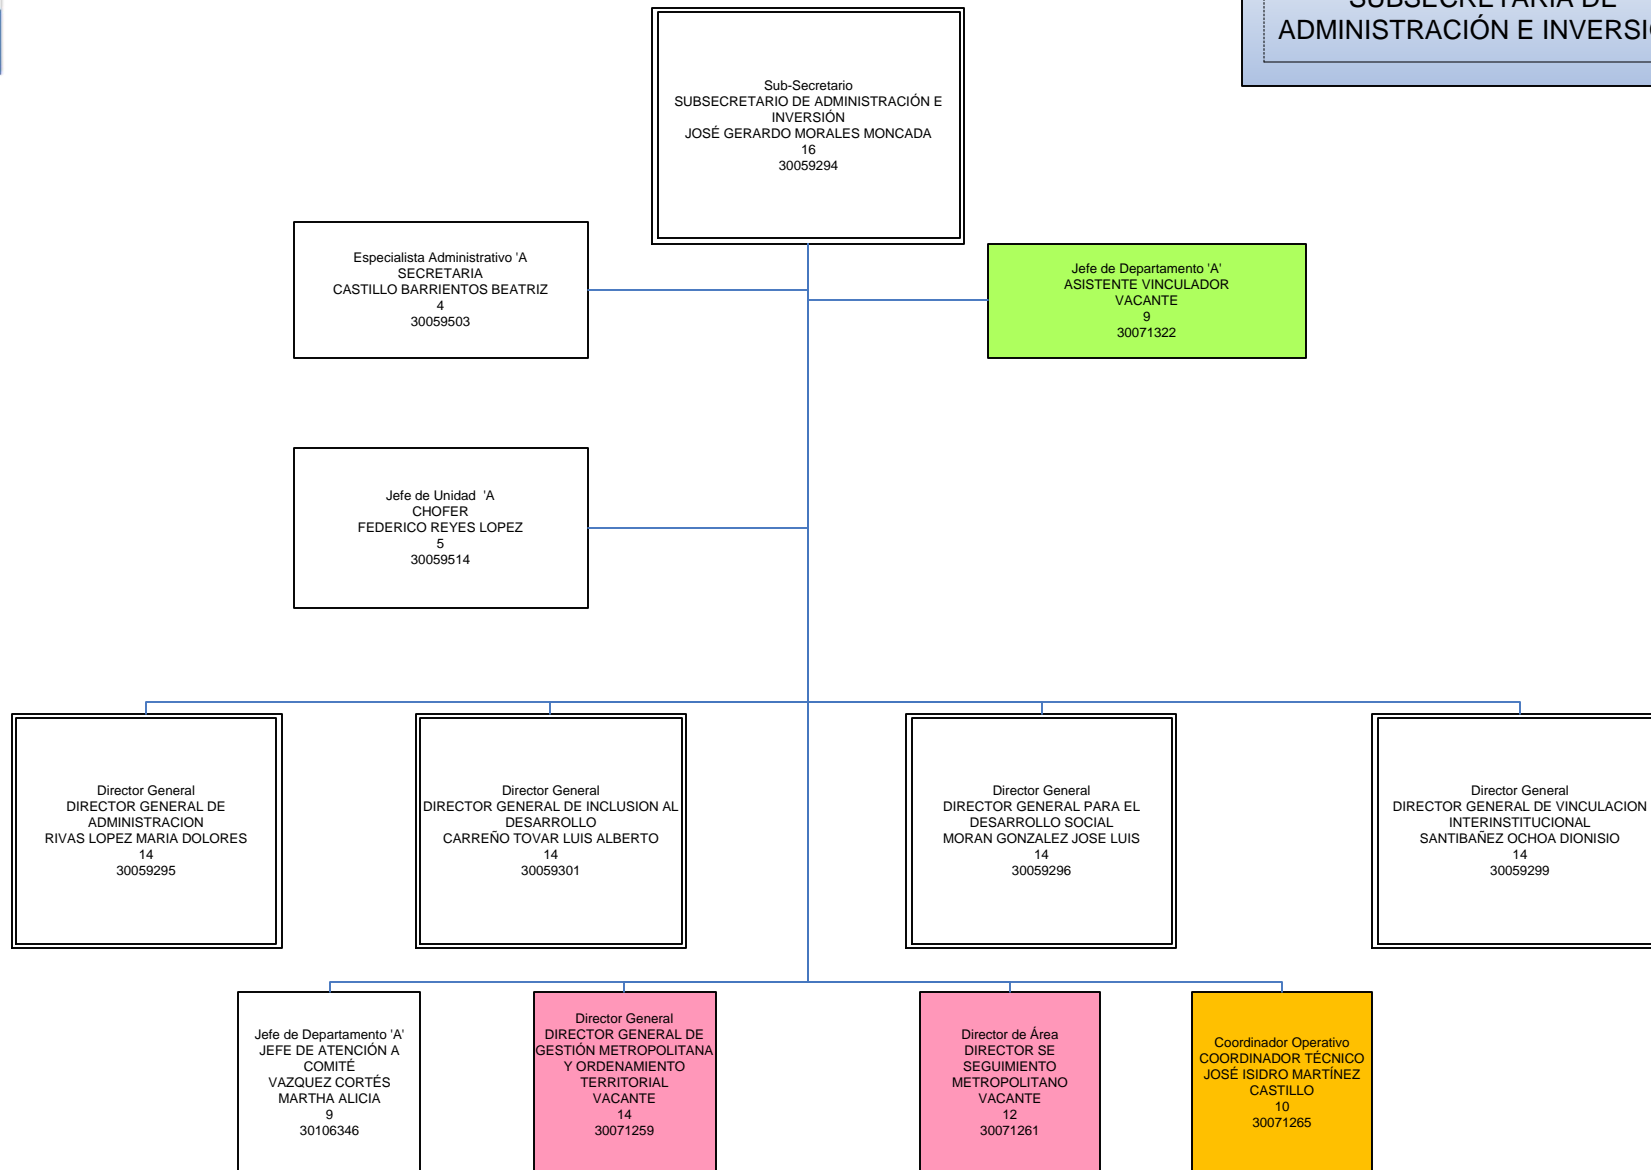 SUBSECRETARIA DE
ADMINISTRACIÓN E
Sub-Secretario
SUBSECRETARIO DE ADMINISTRACIÓN E
INVERSIÓN
JOSÉ GERARDO MORALES MONCADA
16
30059294
Especialista Administrativo 'A
SECRETARIA
CASTILLO BARRIENTOS BEATRIZ
4
30059503
Jefe de Departamento 'A'
ASISTENTE VINCULADOR
VACANTE
9
30071322
Jefe de Unidad 'A
CHOFER
FEDERICO REYES LOPEZ
5
30059514
Director General
DIRECTOR GENERAL DE
ADMINISTRACION
RIVAS LOPEZ MARIA DOLORES
14
30059295
Director General
DIRECTOR GENERAL DE INCLUSION AL
DESARROLLO
CARREÑO TOVAR LUIS ALBERTO
14
30059301
Director General
DIRECTOR GENERAL PARA EL
DESARROLLO SOCIAL
MORAN GONZALEZ JOSE LUIS
14
30059296
Director General
DIRECTOR GENERAL DE VINCULACION
INTERINSTITUCIONAL
SANTIBAÑEZ OCHOA DIONISIO
14
30059299
Jefe de Departamento 'A'
JEFE DE ATENCIÓN A
COMITÉ
VAZQUEZ CORTÉS
MARTHA ALICIA
9
30106346
Director General
DIRECTOR GENERAL DE
GESTIÓN METROPOLITANA
Y ORDENAMIENTO
TERRITORIAL
VACANTE
14
30071259
Director de Área
DIRECTOR SE
SEGUIMIENTO
METROPOLITANO
VACANTE
12
30071261
Coordinador Operativo
COORDINADOR TÉCNICO
JOSÉ ISIDRO MARTÍNEZ
CASTILLO
10
30071265